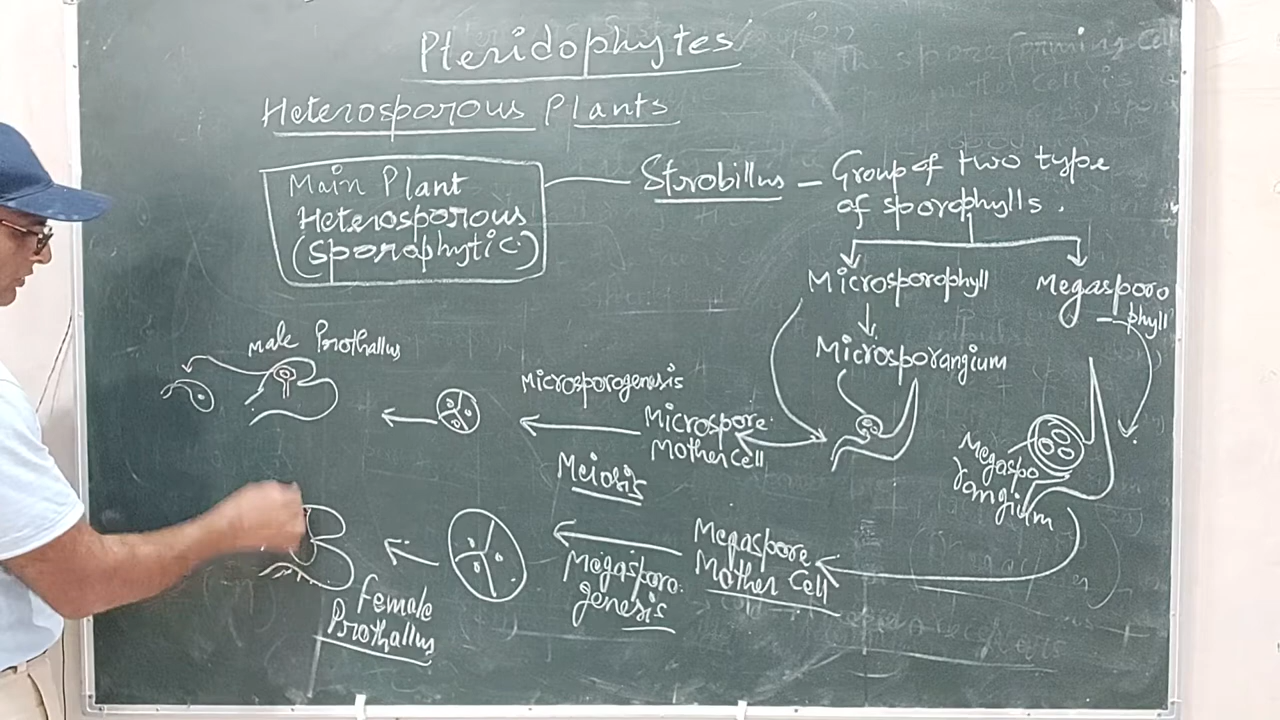 Pteridophytes
Heterosporous Plants
Main Plant
Heterosporous
(Sporophytic)
Strobillus – Group of two type
of sporophylls.
Microsporophyll
Megasporo
– phyll
Microsporangium
male Prothallus
Microsporogenesis
Microspore
Mother Cell
Meiosis
Megaspo
rangium
Megaspore
Mother Cell
Megasporo
genesis
Female
Prothallus